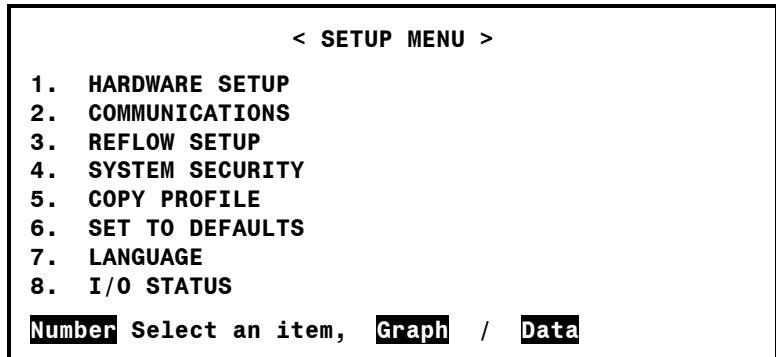 < SETUP MENU >
1. HARDWARE SETUP
2. COMMUNICATIONS
3. REFLOW SETUP
4. SYSTEM SECURITY
5. COPY PROFILE
6. SET TO DEFAULTS
7. LANGUAGE
8. I/O STATUS
Number Select an item, Graph / Data